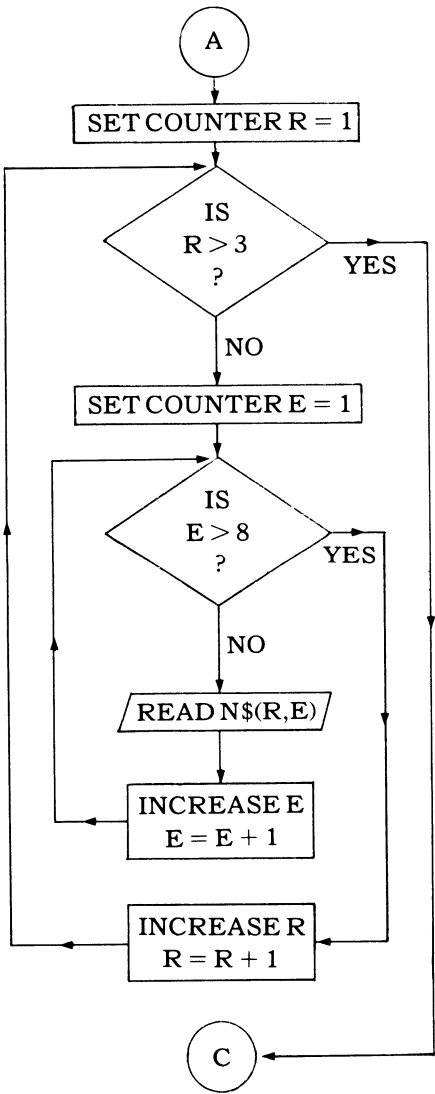 A
SET COUNTER R = 1
IS
R > 3
?
YES
NO
SET COUNTER E = 1
IS
E > 8
?
YES
NO
READ N$(R,E)
INCREASE E
E = E + 1
INCREASE R
R = R + 1
C